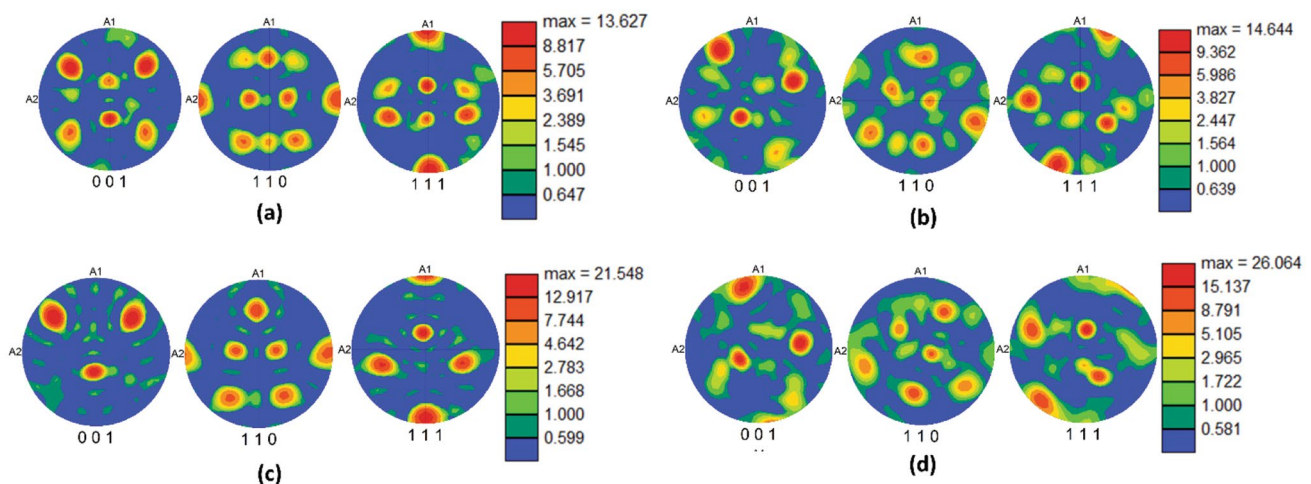 A1 A1 A1
max = 13.627
8.817
5.705
3.691
2.389
1.545
1.000
0.647
A2 A2 A2
0 0 1 1 1 0 1 1 1
(a)
A1 A1 A1
max = 14.644
9.362
5.986
3.827
2.447
1.564
1.000
0.639
A2 A2 A2
0 0 1 1 1 0 1 1 1
(b)
A1 A1 A1
max = 21.548
12.917
7.744
4.642
2.783
1.668
1.000
0.599
A2 A2 A2
0 0 1 1 1 0 1 1 1
(c)
A1 A1 A1
max = 26.064
15.137
8.791
5.105
2.965
1.722
1.000
0.581
A2 A2 A2
0 0 1 1 1 0 1 1 1
(d)